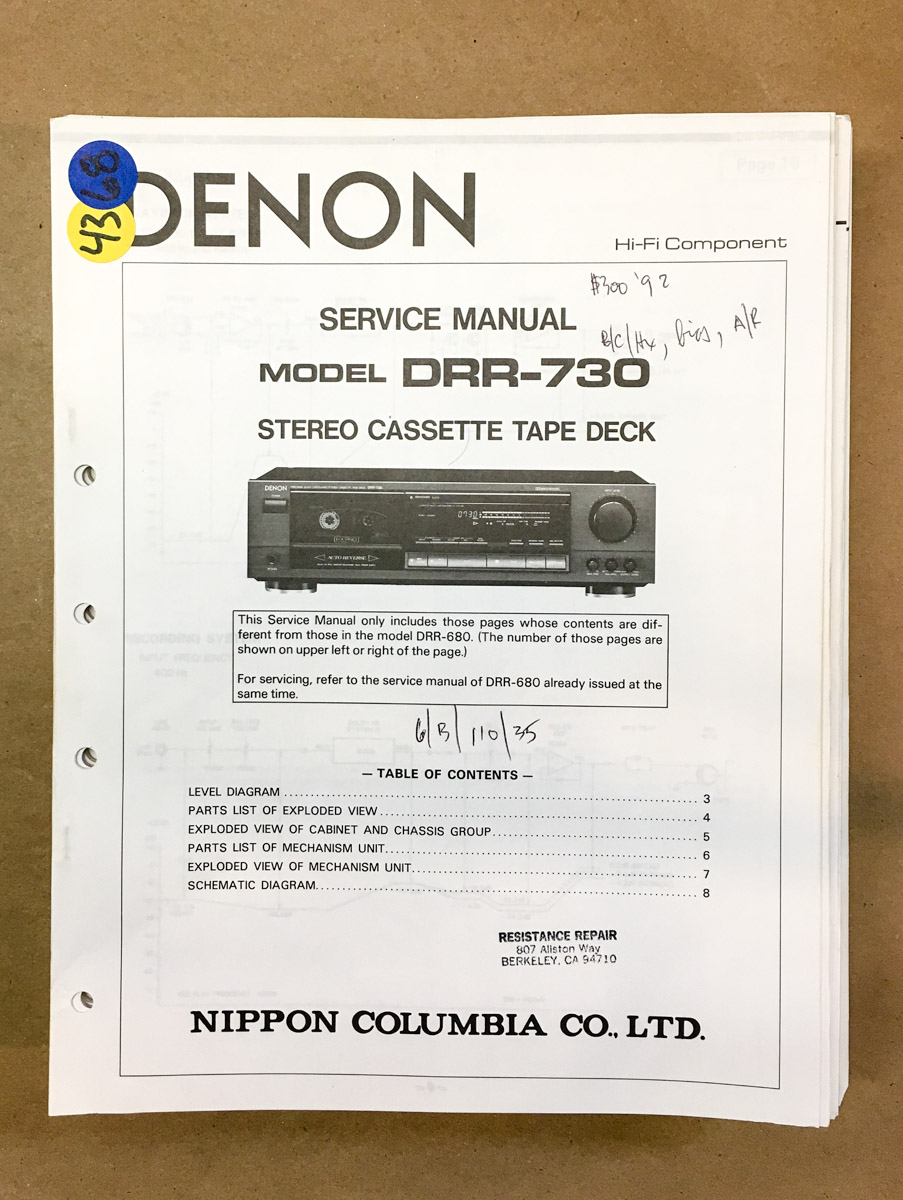 68
43
DENON
Hi-Fi Component
$300 '92
B/C/Hx, bias, A/R
SERVICE MANUAL
MODEL DRR-730
STEREO CASSETTE TAPE DECK
DENON
AUTO REVERSE
This Service Manual only includes those pages whose contents are dif-
ferent from those in the model DRR-680. (The number of those pages are
shown on upper left or right of the page.)
For servicing, refer to the service manual of DRR-680 already issued at the
same time.
6/B/110/35
— TABLE OF CONTENTS —
LEVEL DIAGRAM ........ 3
PARTS LIST OF EXPLODED VIEW ........ 4
EXPLODED VIEW OF CABINET AND CHASSIS GROUP ........ 5
PARTS LIST OF MECHANISM UNIT ........ 6
EXPLODED VIEW OF MECHANISM UNIT ........ 7
SCHEMATIC DIAGRAM ........ 8
RESISTANCE REPAIR
807 Allston Way
BERKELEY, CA 94710
NIPPON COLUMBIA CO., LTD.